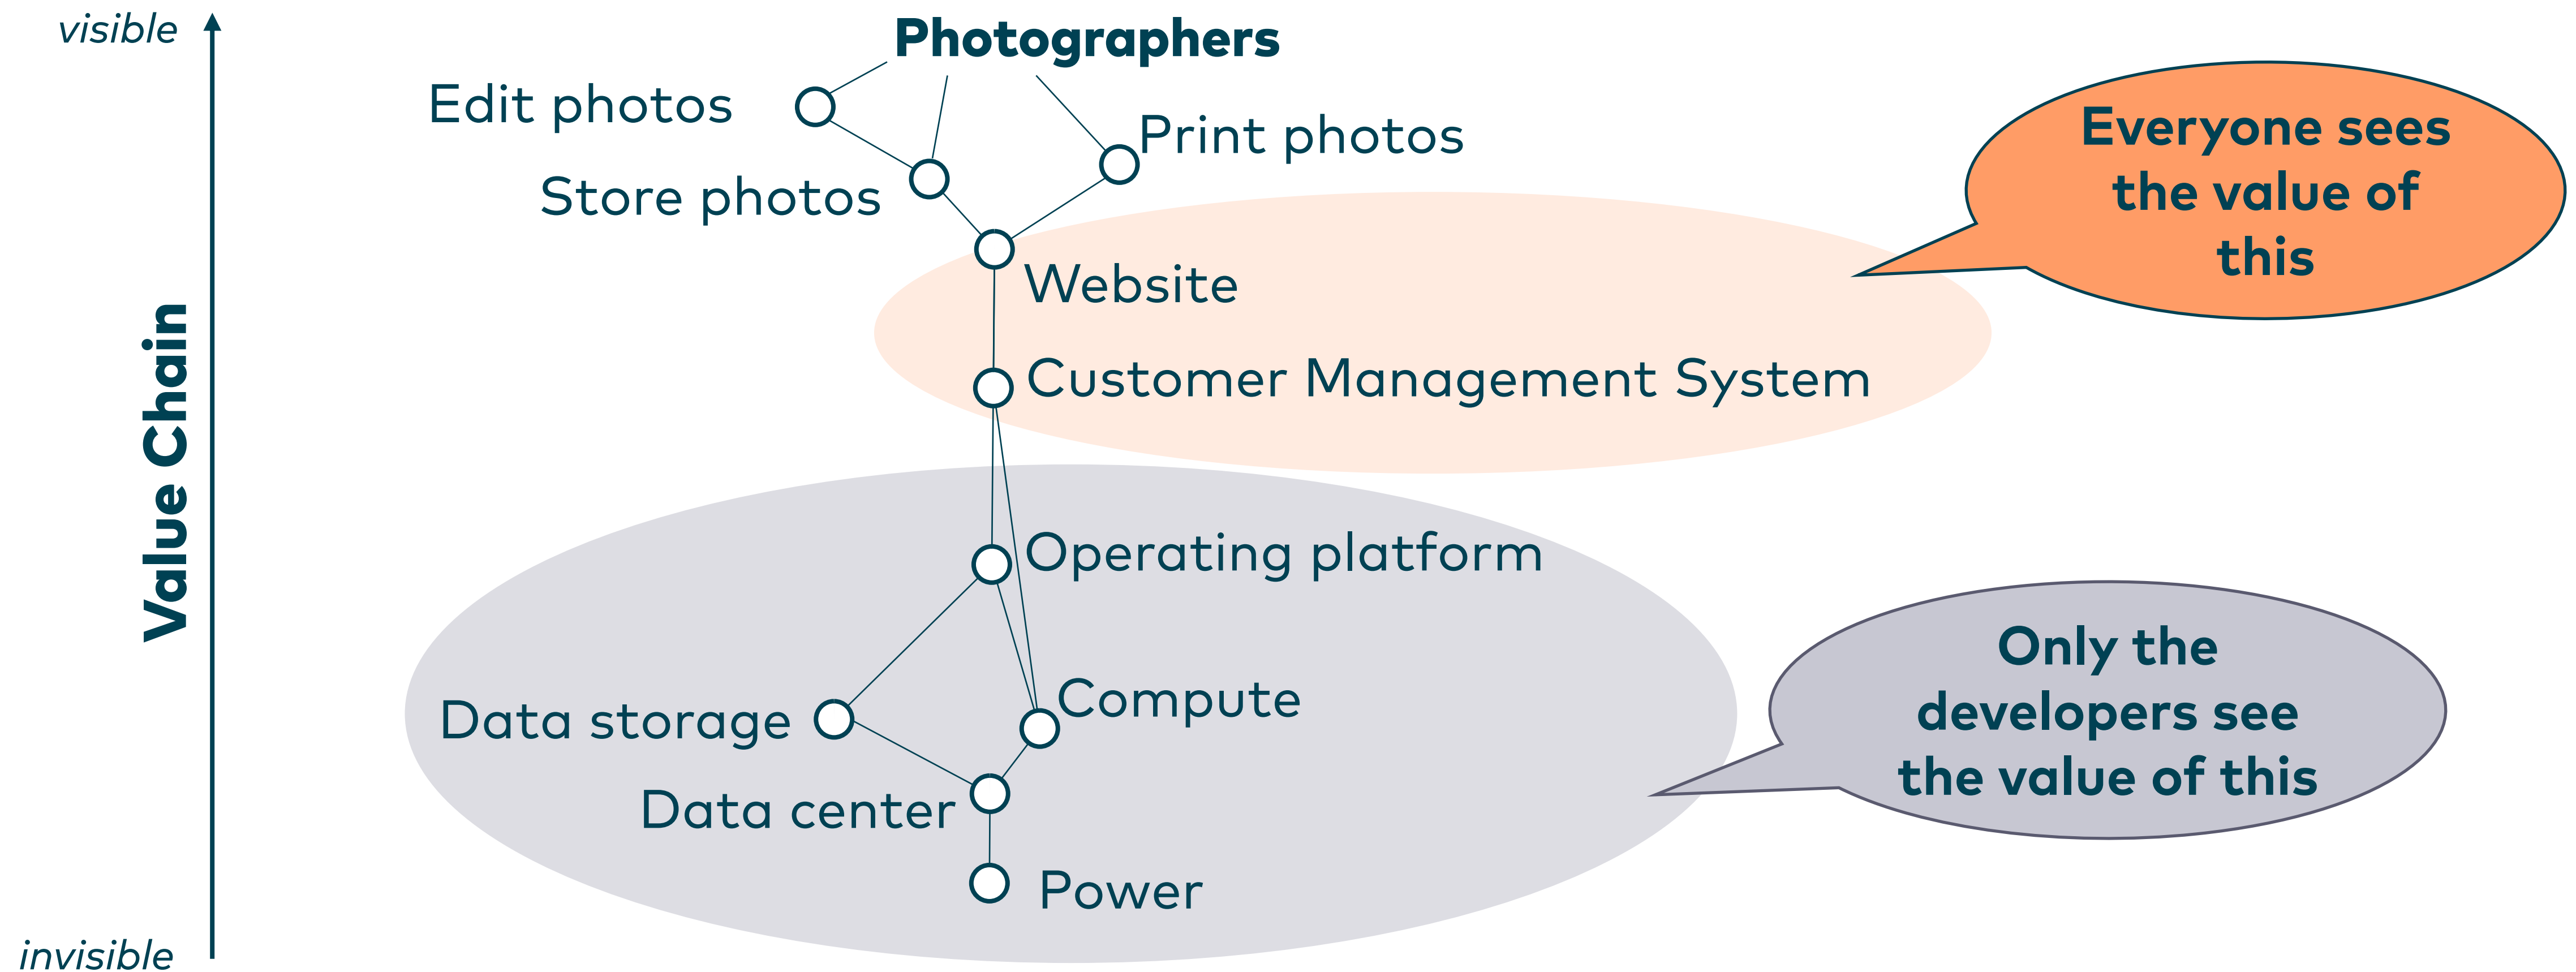 visible
Photographers
Edit photos
Print photos
Store photos
Everyone sees
the value of
this
Website
Customer Management System
Value Chain
Operating platform
Only the
developers see
the value of this
Data storage
Compute
Data center
Power
invisible